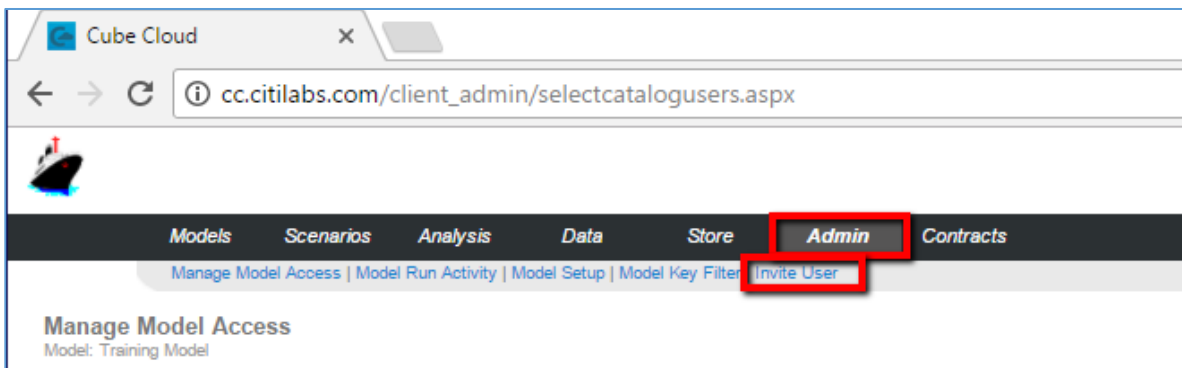 Cube Cloud
cc.citilabs.com/client_admin/selectcatalogusers.aspx
Models Scenarios Analysis Data Store Admin Contracts
Manage Model Access | Model Run Activity | Model Setup | Model Key Filter Invite User
Manage Model Access
Model: Training Model